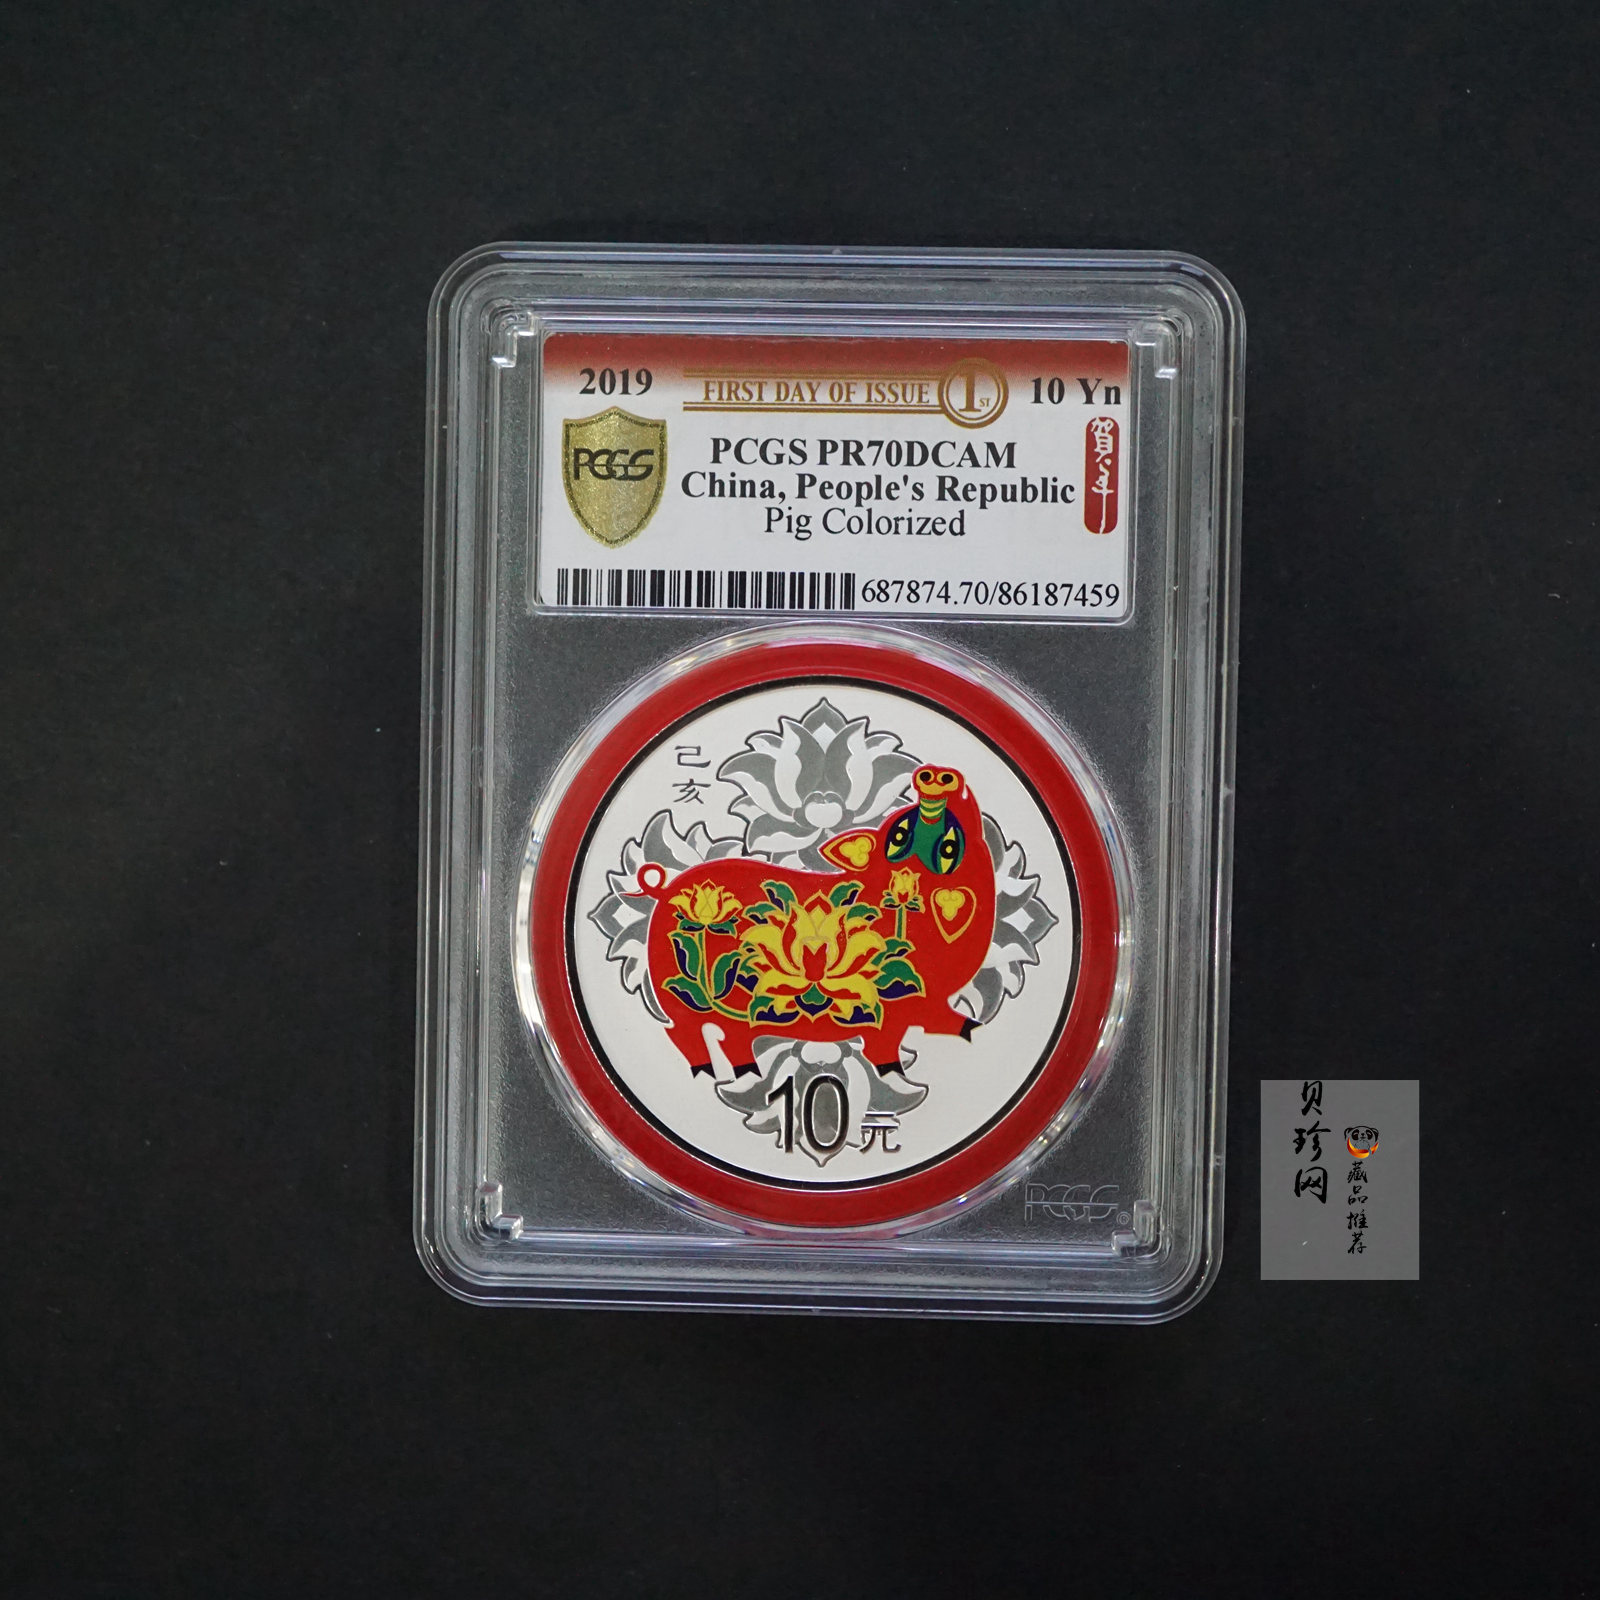 2019
FIRST DAY OF ISSUE 1ST
10 Yn
PCGS
PCGS PR70DCAM
China, People's Republic
Pig Colorized
賀年
687874.70/86187459
己亥
10元
PCGS
贝珍网
藏品推荐